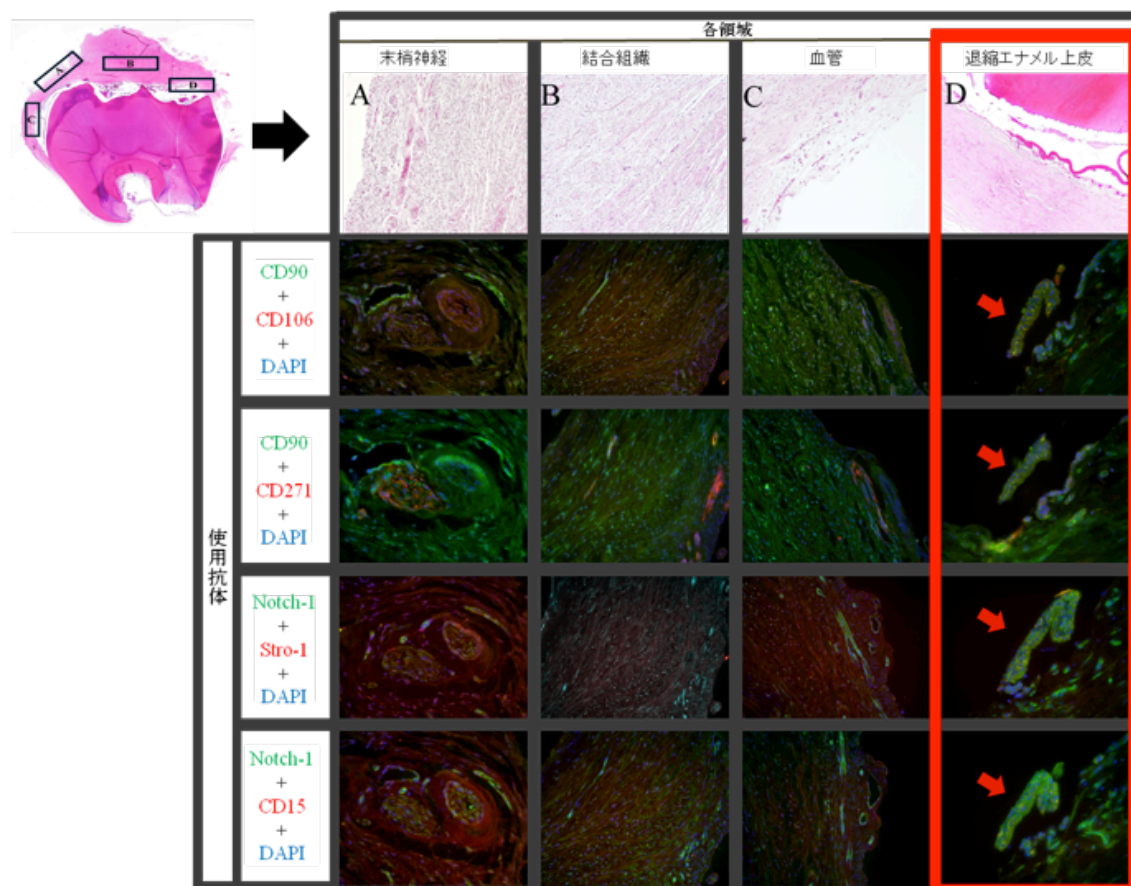 各領域
末梢神経
結合組織
血管
退縮エナメル上皮
A
B
D
C
A
B
C
D
使用抗体
CD90
+
CD106
+
DAPI
CD90
+
CD271
+
DAPI
Notch-1
+
Stro-1
+
DAPI
Notch-1
+
CD15
+
DAPI